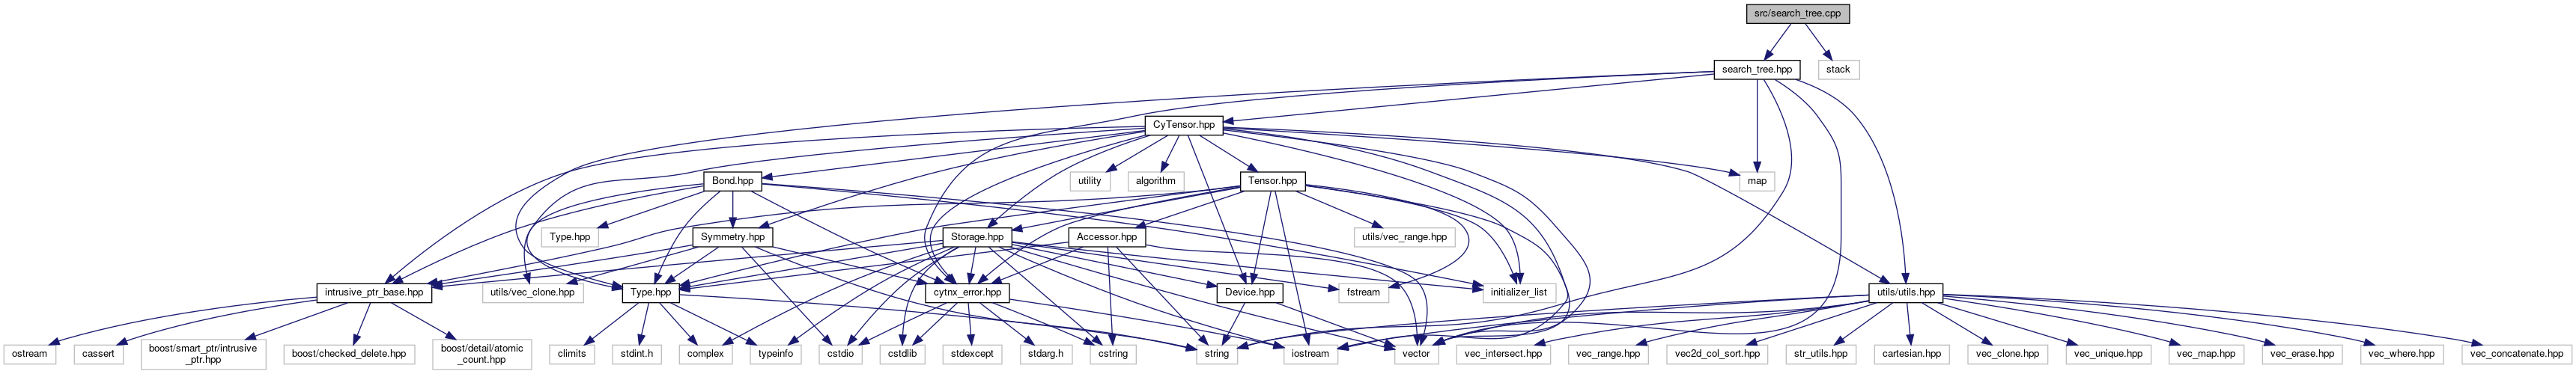 src/search_tree.cpp
search_tree.hpp
stack
CyTensor.hpp
Bond.hpp
utility
algorithm
Tensor.hpp
map
Type.hpp
Symmetry.hpp
Storage.hpp
Accessor.hpp
utils/vec_range.hpp
intrusive_ptr_base.hpp
utils/vec_clone.hpp
Type.hpp
cytnx_error.hpp
Device.hpp
fstream
initializer_list
utils/utils.hpp
ostream
cassert
boost/smart_ptr/intrusive
_ptr.hpp
boost/checked_delete.hpp
boost/detail/atomic
_count.hpp
climits
stdint.h
complex
typeinfo
cstdio
cstdlib
stdexcept
stdarg.h
cstring
string
iostream
vector
vec_intersect.hpp
vec_range.hpp
vec2d_col_sort.hpp
str_utils.hpp
cartesian.hpp
vec_clone.hpp
vec_unique.hpp
vec_map.hpp
vec_erase.hpp
vec_where.hpp
vec_concatenate.hpp